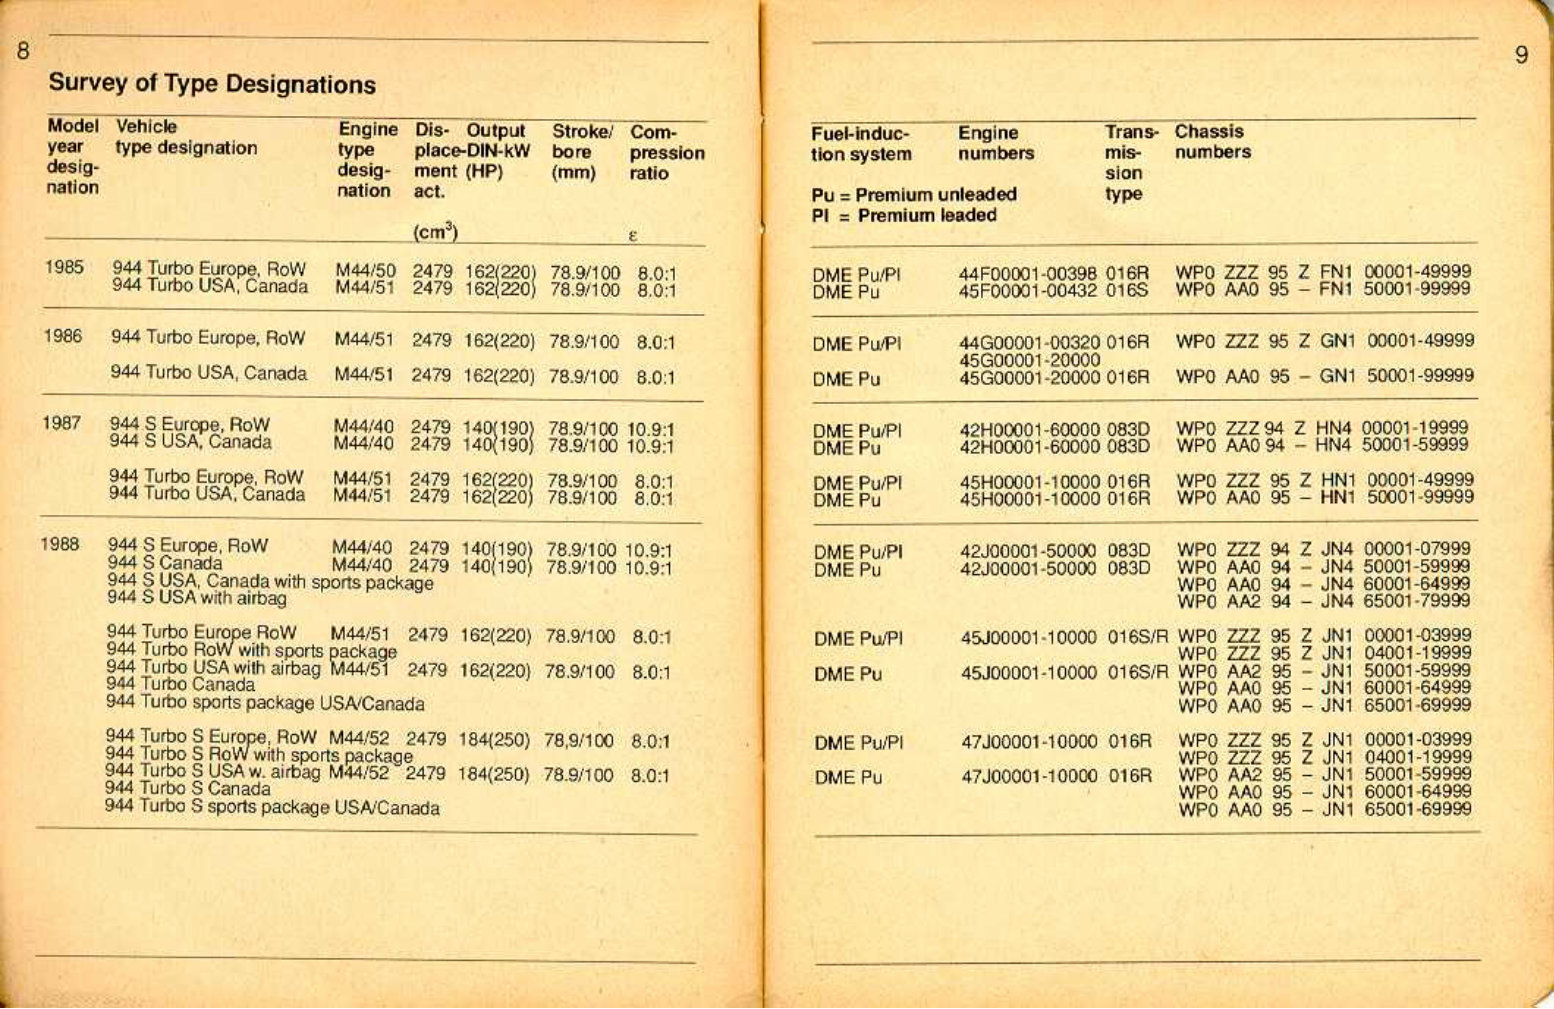 8
Survey of Type Designations
Model Vehicle Engine Dis- Output Stroke/ Com-
year type designation type place-DIN-kW bore pression
desig- desig- ment (HP) (mm) ratio
nation nation act.
(cm³) ε
1985 944 Turbo Europe, RoW M44/50 2479 162(220) 78.9/100 8.0:1
944 Turbo USA, Canada M44/51 2479 162(220) 78.9/100 8.0:1
1986 944 Turbo Europe, RoW M44/51 2479 162(220) 78.9/100 8.0:1
944 Turbo USA, Canada M44/51 2479 162(220) 78.9/100 8.0:1
1987 944 S Europe, RoW M44/40 2479 140(190) 78.9/100 10.9:1
944 S USA, Canada M44/40 2479 140(190) 78.9/100 10.9:1
944 Turbo Europe, RoW M44/51 2479 162(220) 78.9/100 8.0:1
944 Turbo USA, Canada M44/51 2479 162(220) 78.9/100 8.0:1
1988 944 S Europe, RoW M44/40 2479 140(190) 78.9/100 10.9:1
944 S Canada M44/40 2479 140(190) 78.9/100 10.9:1
944 S USA, Canada with sports package
944 S USA with airbag
944 Turbo Europe RoW M44/51 2479 162(220) 78.9/100 8.0:1
944 Turbo RoW with sports package
944 Turbo USA with airbag M44/51 2479 162(220) 78.9/100 8.0:1
944 Turbo Canada
944 Turbo sports package USA/Canada
944 Turbo S Europe, RoW M44/52 2479 184(250) 78,9/100 8.0:1
944 Turbo S RoW with sports package
944 Turbo S USA w. airbag M44/52 2479 184(250) 78.9/100 8.0:1
944 Turbo S Canada
944 Turbo S sports package USA/Canada
9
Fuel-induc- Engine Trans- Chassis
tion system numbers mis- numbers
sion
Pu = Premium unleaded type
Pl = Premium leaded
DME Pu/Pl 44F00001-00398 016R WP0 ZZZ 95 Z FN1 00001-49999
DME Pu 45F00001-00432 016S WP0 AA0 95 – FN1 50001-99999
DME Pu/Pl 44G00001-00320 016R WP0 ZZZ 95 Z GN1 00001-49999
45G00001-20000
DME Pu 45G00001-20000 016R WP0 AA0 95 – GN1 50001-99999
DME Pu/Pl 42H00001-60000 083D WP0 ZZZ 94 Z HN4 00001-19999
DME Pu 42H00001-60000 083D WP0 AA0 94 – HN4 50001-59999
DME Pu/Pl 45H00001-10000 016R WP0 ZZZ 95 Z HN1 00001-49999
DME Pu 45H00001-10000 016R WP0 AA0 95 – HN1 50001-99999
DME Pu/Pl 42J00001-50000 083D WP0 ZZZ 94 Z JN4 00001-07999
DME Pu 42J00001-50000 083D WP0 AA0 94 – JN4 50001-59999
WP0 AA0 94 – JN4 60001-64999
WP0 AA2 94 – JN4 65001-79999
DME Pu/Pl 45J00001-10000 016S/R WP0 ZZZ 95 Z JN1 00001-03999
WP0 ZZZ 95 Z JN1 04001-19999
DME Pu 45J00001-10000 016S/R WP0 AA2 95 – JN1 50001-59999
WP0 AA0 95 – JN1 60001-64999
WP0 AA0 95 – JN1 65001-69999
DME Pu/Pl 47J00001-10000 016R WP0 ZZZ 95 Z JN1 00001-03999
WP0 ZZZ 95 Z JN1 04001-19999
DME Pu 47J00001-10000 016R WP0 AA2 95 – JN1 50001-59999
WP0 AA0 95 – JN1 60001-64999
WP0 AA0 95 – JN1 65001-69999